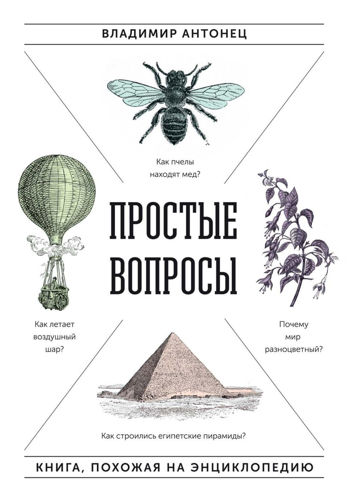 ВЛАДИМИР АНТОНЕЦ
Как пчелы
находят мед?
ПРОСТЫЕ
ВОПРОСЫ
Как летает
воздушный
шар?
Почему
мир
разноцветный?
Как строились египетские пирамиды?
КНИГА, ПОХОЖАЯ НА ЭНЦИКЛОПЕДИЮ